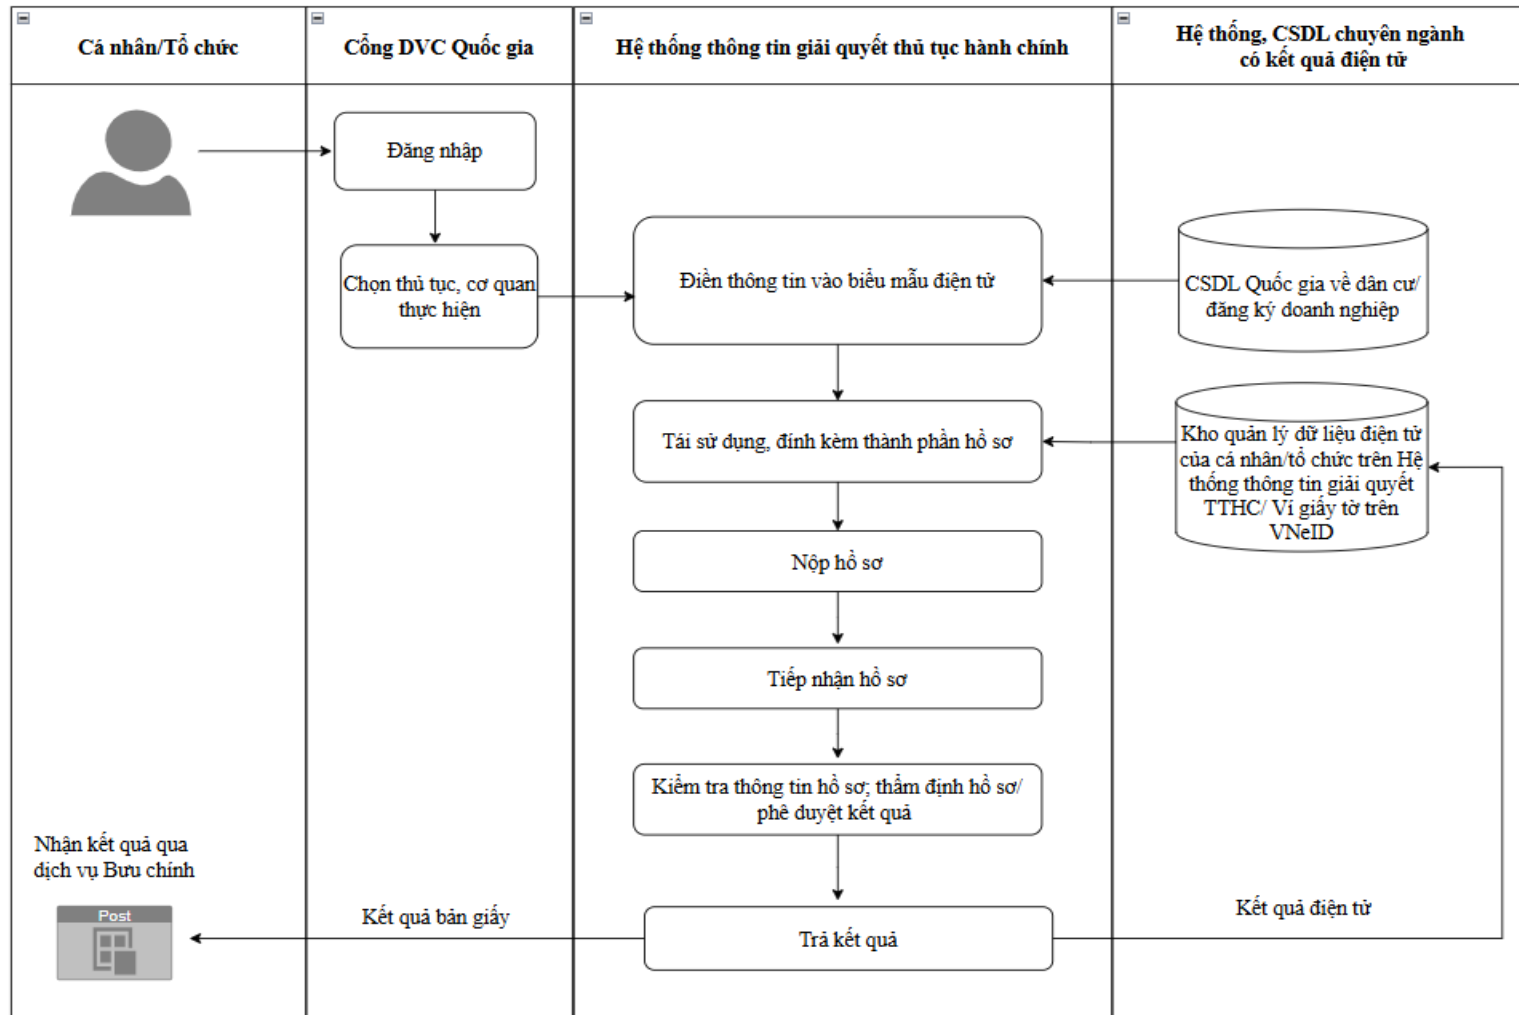 Cá nhân/Tổ chức
Cổng DVC Quốc gia
Hệ thống thông tin giải quyết thủ tục hành chính
Hệ thống, CSDL chuyên ngành
có kết quả điện tử
Đăng nhập
Chọn thủ tục, cơ quan
thực hiện
Điền thông tin vào biểu mẫu điện tử
CSDL Quốc gia về dân cư/
đăng ký doanh nghiệp
Tái sử dụng, đính kèm thành phần hồ sơ
Kho quản lý dữ liệu điện tử
của cá nhân/tổ chức trên Hệ
thống thông tin giải quyết
TTHC/ Ví giấy tờ trên
VNeID
Nộp hồ sơ
Tiếp nhận hồ sơ
Kiểm tra thông tin hồ sơ; thẩm định hồ sơ/
phê duyệt kết quả
Nhận kết quả qua
dịch vụ Bưu chính
Post
Kết quả bản giấy
Trả kết quả
Kết quả điện tử